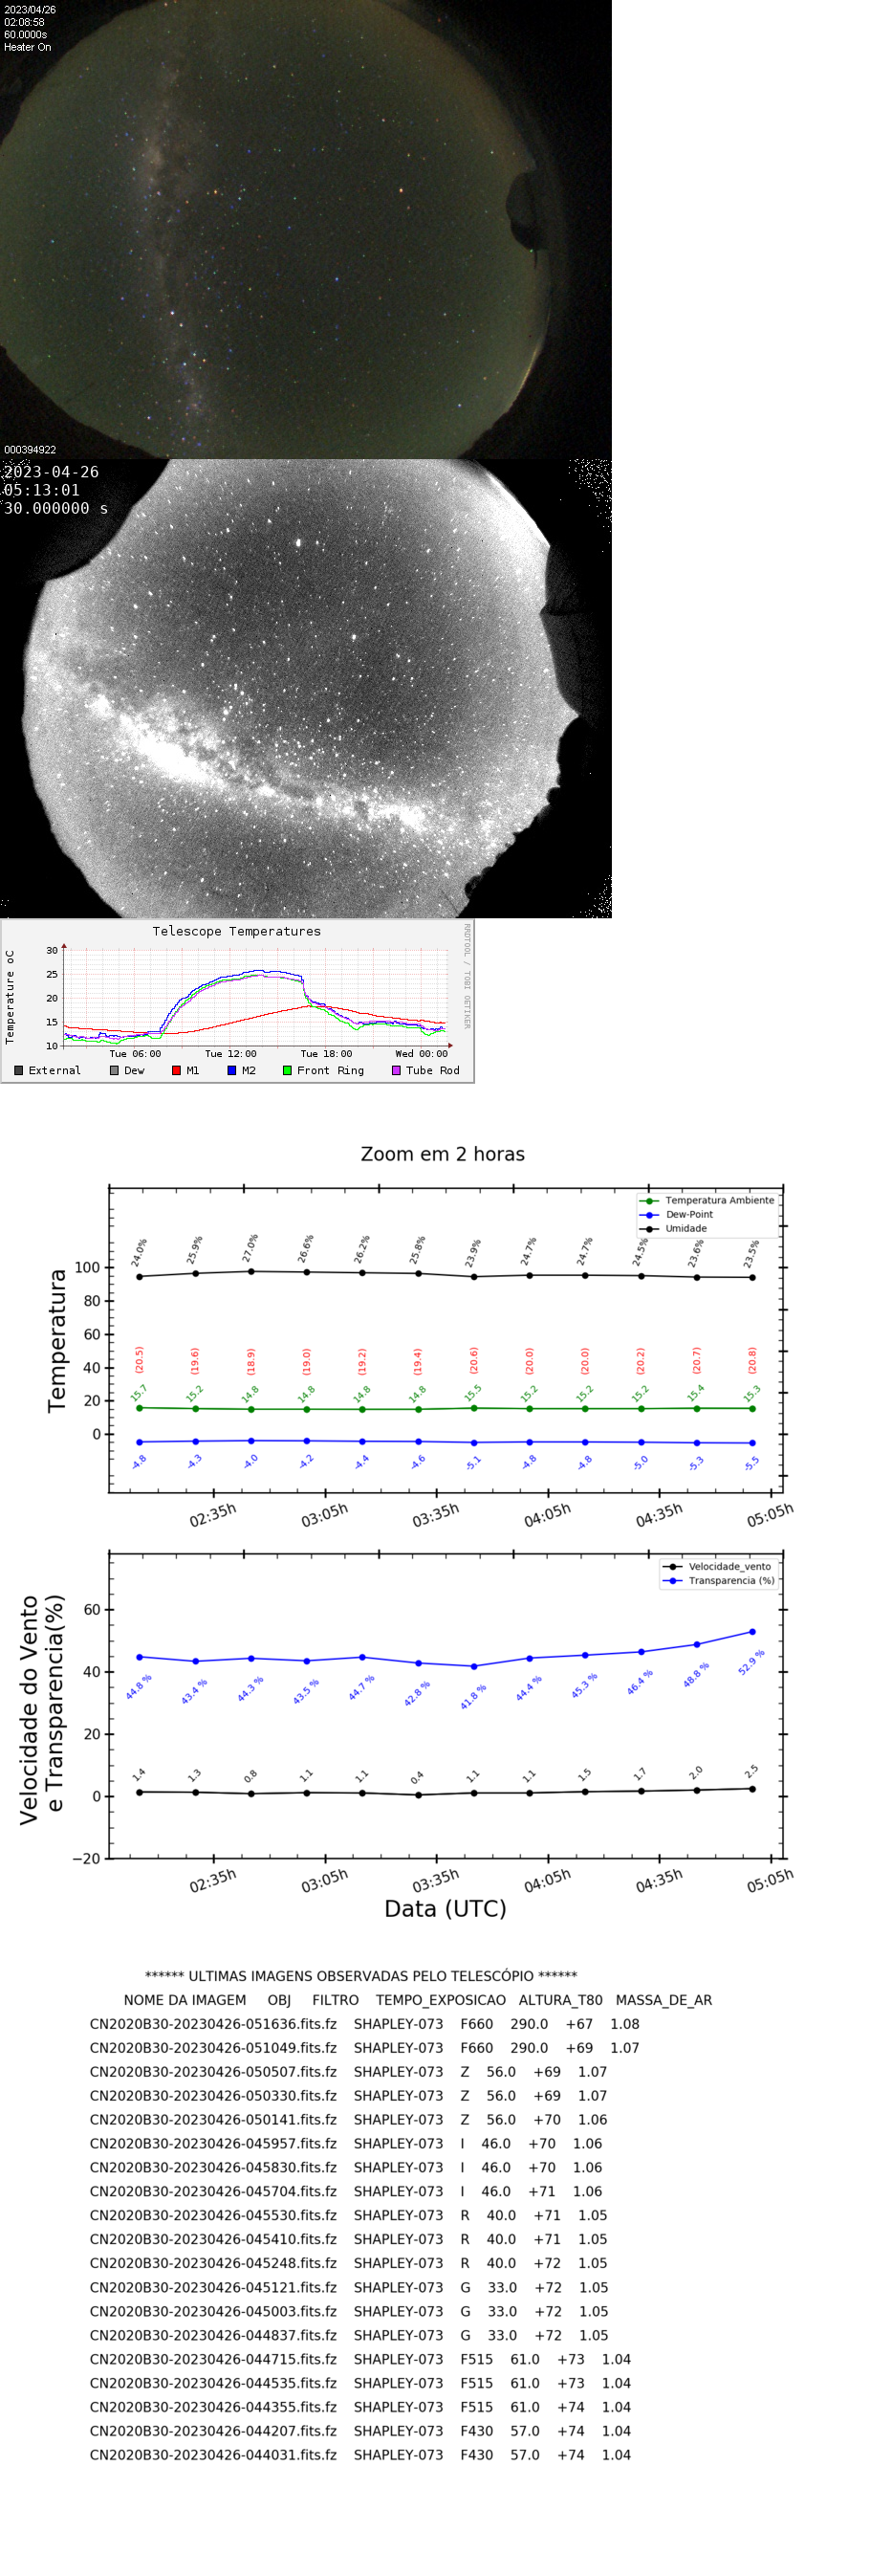 2023/04/26
02:08:58
60.0000s
Heater On
000394922
2023-04-26
05:13:01
30.000000 s
Telescope Temperatures
RRDTOOL / TOBI OETIKER
Temperature oC
30
25
20
15
10
Tue 06:00 Tue 12:00 Tue 18:00 Wed 00:00
External Dew M1 M2 Front Ring Tube Rod
Zoom em 2 horas
Temperatura Ambiente
Dew-Point
Umidade
Temperatura
100
80
60
40
20
0
24.0% 25.9% 27.0% 26.6% 26.2% 25.8% 23.9% 24.7% 24.7% 24.5% 23.6% 23.5%
(20.5) (19.6) (18.9) (19.0) (19.2) (19.4) (20.6) (20.0) (20.0) (20.2) (20.7) (20.8)
15.7 15.2 14.8 14.8 14.8 14.8 15.5 15.2 15.2 15.2 15.4 15.3
-4.8 -4.3 -4.0 -4.2 -4.4 -4.6 -5.1 -4.8 -4.8 -5.0 -5.3 -5.5
02:35h 03:05h 03:35h 04:05h 04:35h 05:05h
Velocidade_vento
Transparencia (%)
Velocidade do Vento
e Transparencia(%)
60
40
20
0
−20
44.8 % 43.4 % 44.3 % 43.5 % 44.7 % 42.8 % 41.8 % 44.4 % 45.3 % 46.4 % 48.8 % 52.9 %
1.4 1.3 0.8 1.1 1.1 0.4 1.1 1.1 1.5 1.7 2.0 2.5
02:35h 03:05h 03:35h 04:05h 04:35h 05:05h
Data (UTC)
****** ULTIMAS IMAGENS OBSERVADAS PELO TELESCÓPIO ******
NOME DA IMAGEM OBJ FILTRO TEMPO_EXPOSICAO ALTURA_T80 MASSA_DE_AR
CN2020B30-20230426-051636.fits.fz SHAPLEY-073 F660 290.0 +67 1.08
CN2020B30-20230426-051049.fits.fz SHAPLEY-073 F660 290.0 +69 1.07
CN2020B30-20230426-050507.fits.fz SHAPLEY-073 Z 56.0 +69 1.07
CN2020B30-20230426-050330.fits.fz SHAPLEY-073 Z 56.0 +69 1.07
CN2020B30-20230426-050141.fits.fz SHAPLEY-073 Z 56.0 +70 1.06
CN2020B30-20230426-045957.fits.fz SHAPLEY-073 I 46.0 +70 1.06
CN2020B30-20230426-045830.fits.fz SHAPLEY-073 I 46.0 +70 1.06
CN2020B30-20230426-045704.fits.fz SHAPLEY-073 I 46.0 +71 1.06
CN2020B30-20230426-045530.fits.fz SHAPLEY-073 R 40.0 +71 1.05
CN2020B30-20230426-045410.fits.fz SHAPLEY-073 R 40.0 +71 1.05
CN2020B30-20230426-045248.fits.fz SHAPLEY-073 R 40.0 +72 1.05
CN2020B30-20230426-045121.fits.fz SHAPLEY-073 G 33.0 +72 1.05
CN2020B30-20230426-045003.fits.fz SHAPLEY-073 G 33.0 +72 1.05
CN2020B30-20230426-044837.fits.fz SHAPLEY-073 G 33.0 +72 1.05
CN2020B30-20230426-044715.fits.fz SHAPLEY-073 F515 61.0 +73 1.04
CN2020B30-20230426-044535.fits.fz SHAPLEY-073 F515 61.0 +73 1.04
CN2020B30-20230426-044355.fits.fz SHAPLEY-073 F515 61.0 +74 1.04
CN2020B30-20230426-044207.fits.fz SHAPLEY-073 F430 57.0 +74 1.04
CN2020B30-20230426-044031.fits.fz SHAPLEY-073 F430 57.0 +74 1.04